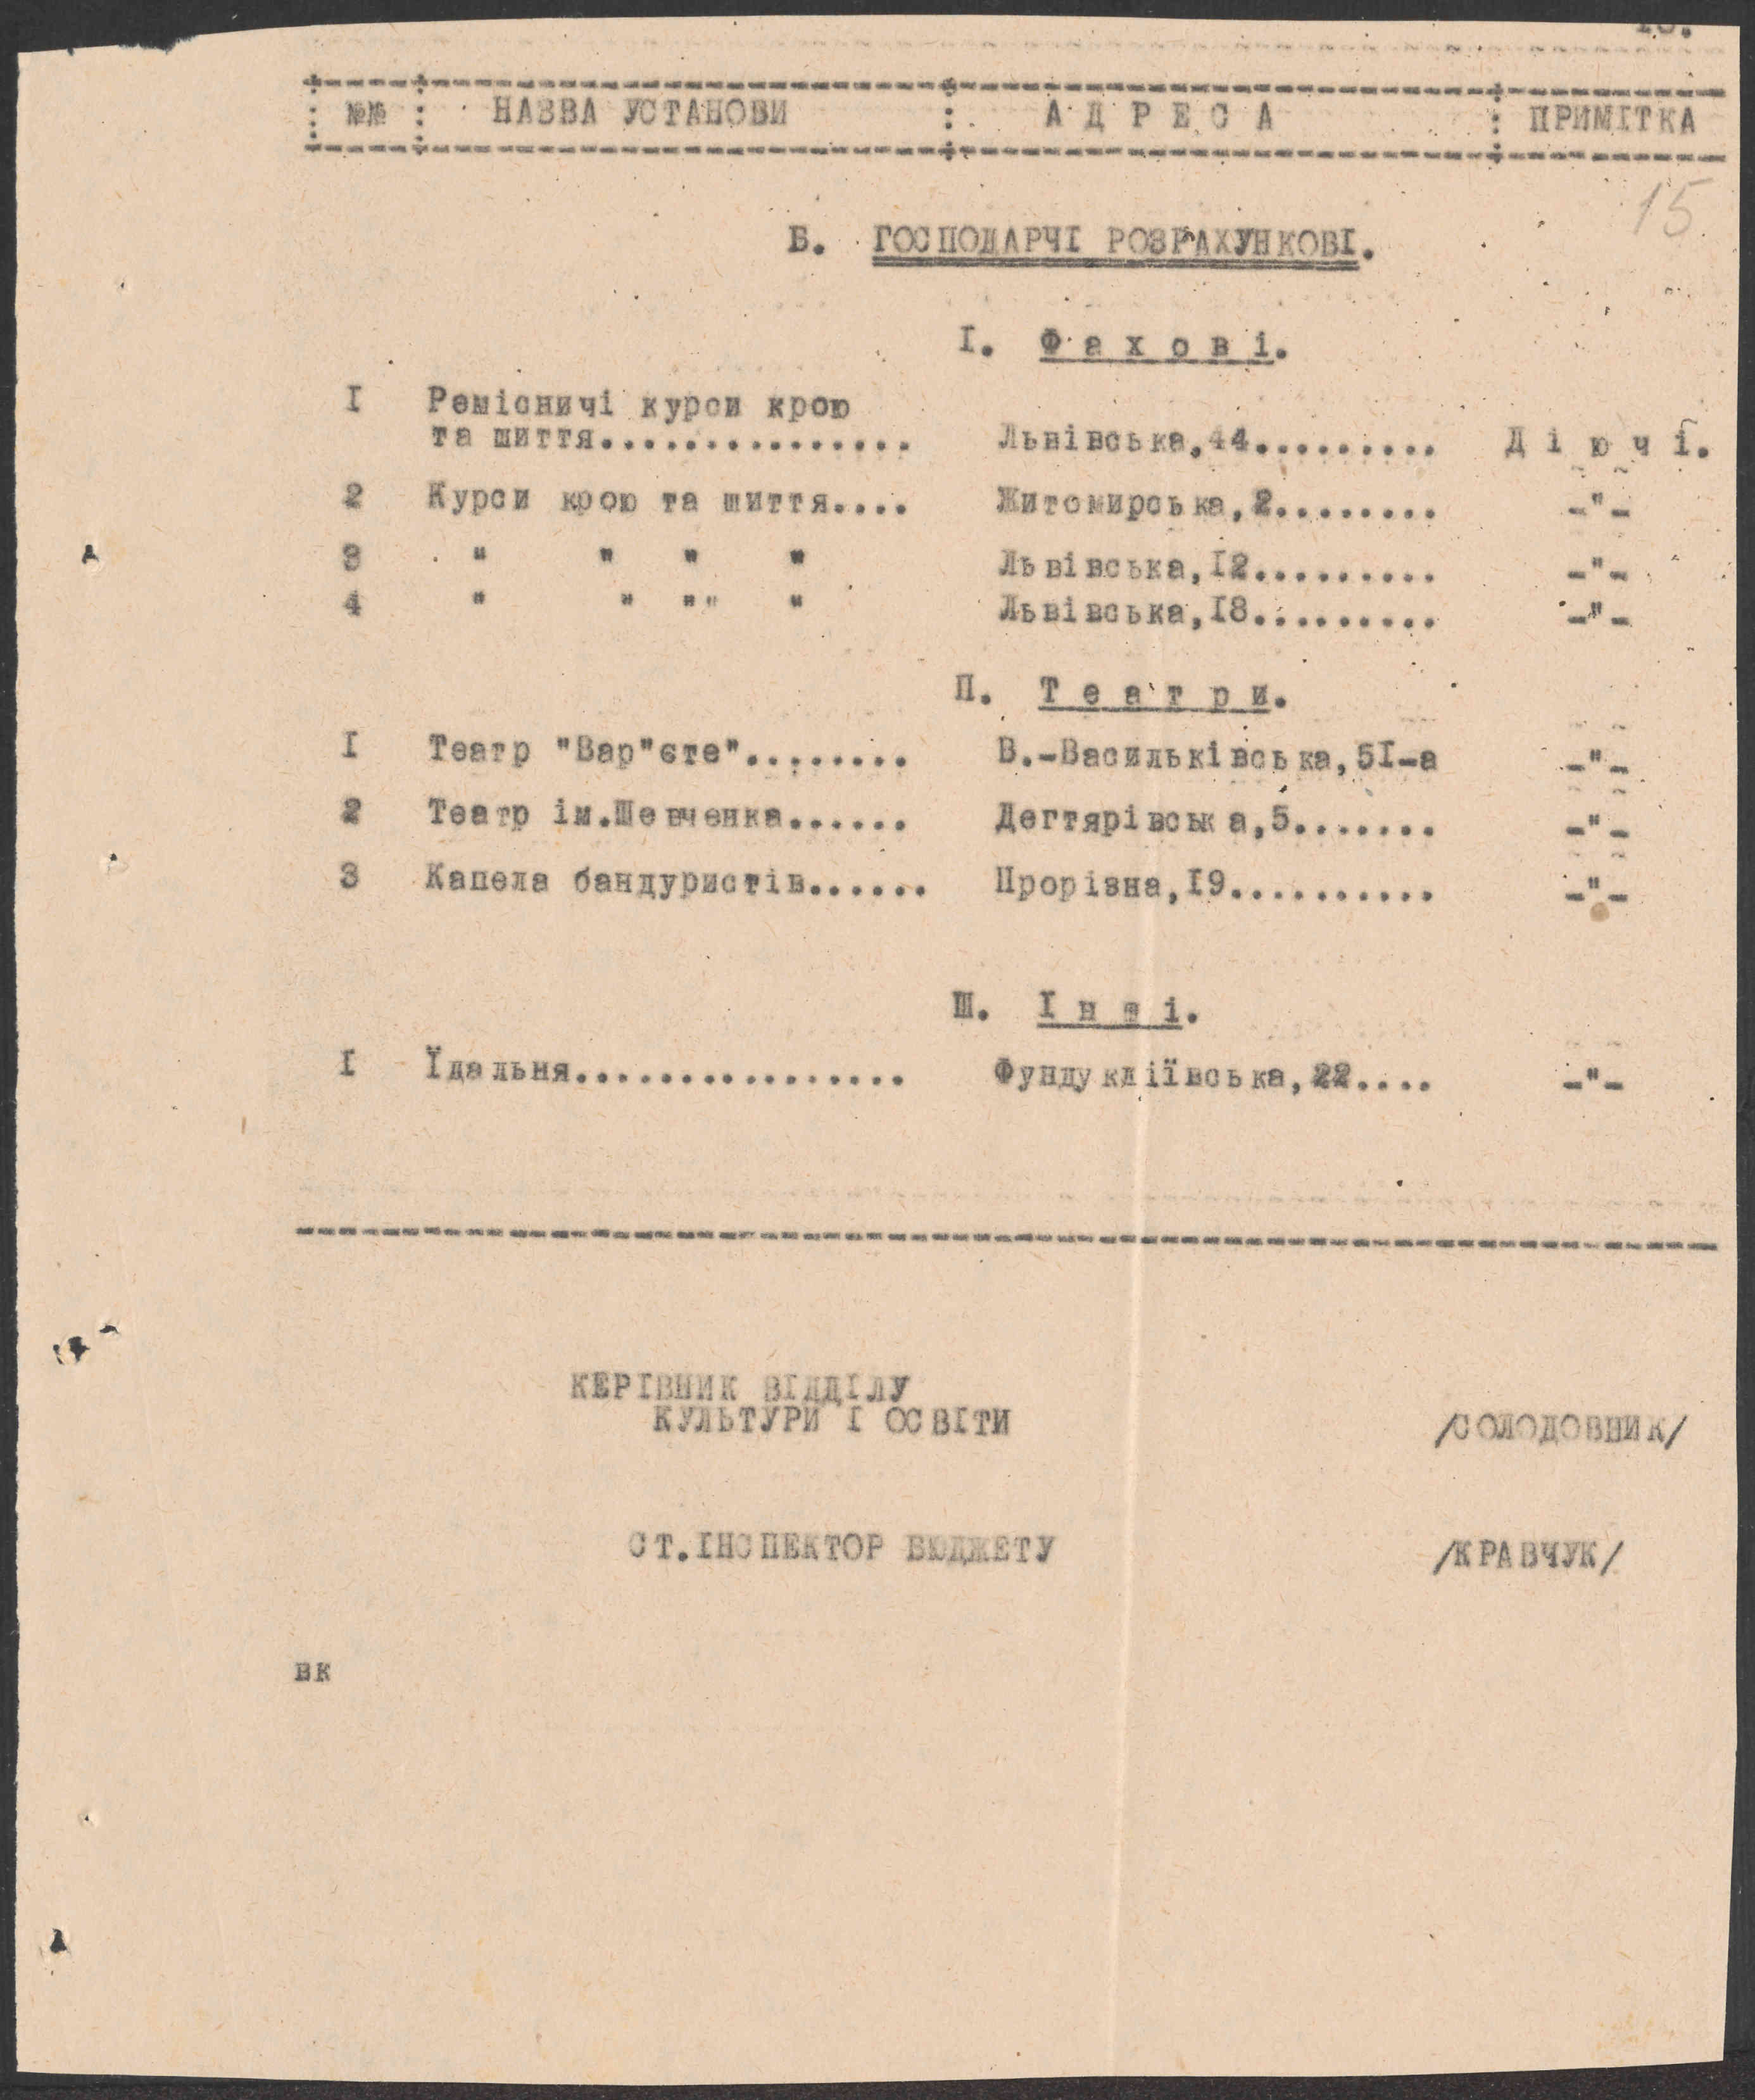 №№ : НАЗВА УСТАНОВИ : А Д Р Е С А : ПРИМІТКА
15
Б. ГОСПОДАРЧІ РОЗРАХУНКОВІ.
І. Ф а х о в і.
І Ремісничі курси крою
та шиття............... Львівська,44......... Д і ю ч і.
2 Курси крою та шиття.... Житомирська,2........ -"-
3 " " " " Львівська,І2......... -"-
4 " " "" " Львівська,І8......... -"-
П. Т е а т р и.
І Театр "Вар"єте"........ В.-Васильківська,5І-а -"-
2 Театр ім.Шевченка...... Дегтярівська,5....... -"-
3 Капела бандуристів...... Прорізна,І9.......... -"-
Ш. І н ш і.
І Їдальня................ Фундукліївська,22.... -"-
КЕРІВНИК ВІДДІЛУ
КУЛЬТУРИ І ОСВІТИ /СОЛОДОВНИК/
СТ.ІНСПЕКТОР БЮДЖЕТУ /КРАВЧУК/
вк